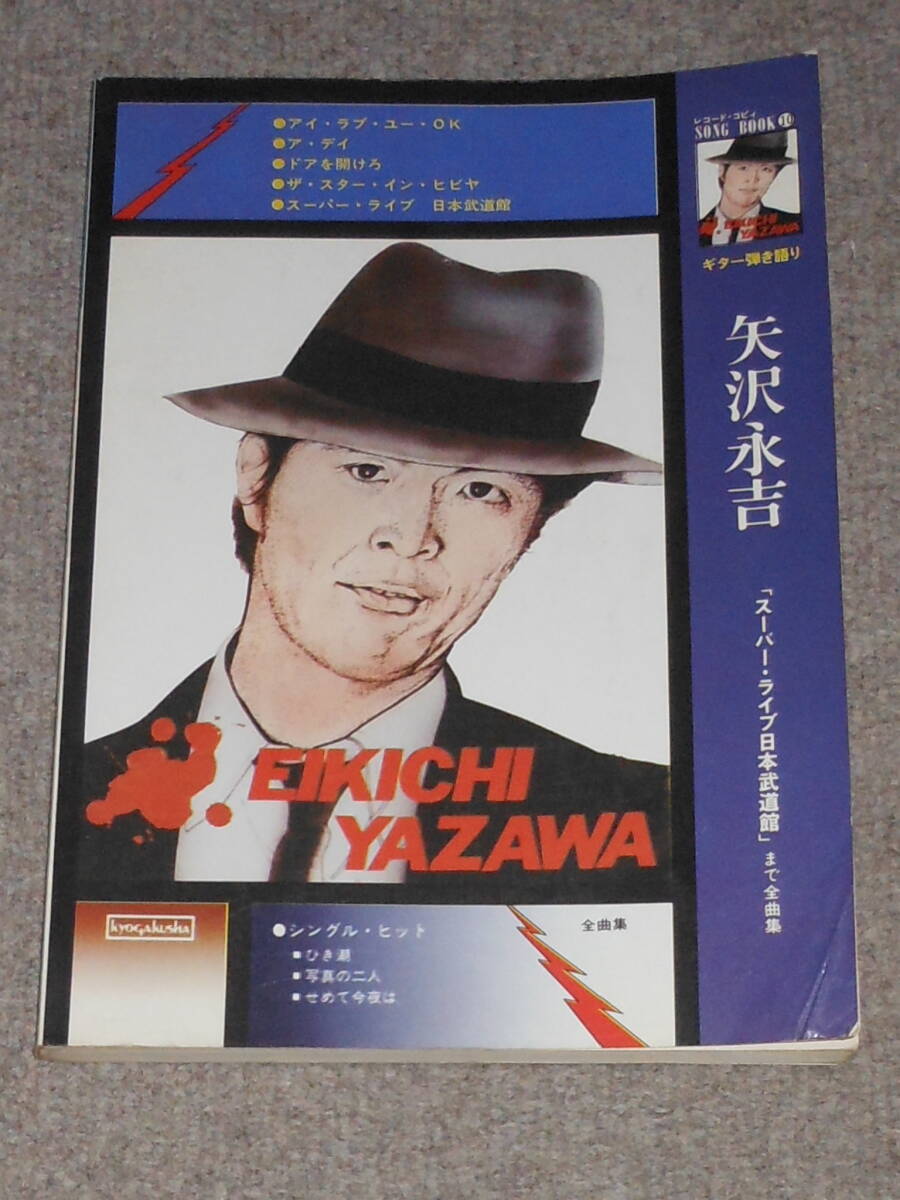 ●アイ・ラブ・ユー・OK
●ア・デイ
●ドアを開けろ
●ザ・スター・イン・ヒビヤ
●スーパー・ライブ 日本武道館
EIKICHI
YAZAWA
kyogakusha
●シングル・ヒット
■ひき潮
■写真の二人
■せめて今夜は
全曲集
レコード・コピイ
SONG BOOK 10
EIKICHI
YAZAWA
ギター弾き語り
矢沢永吉
「スーパー・ライブ日本武道館」まで全曲集